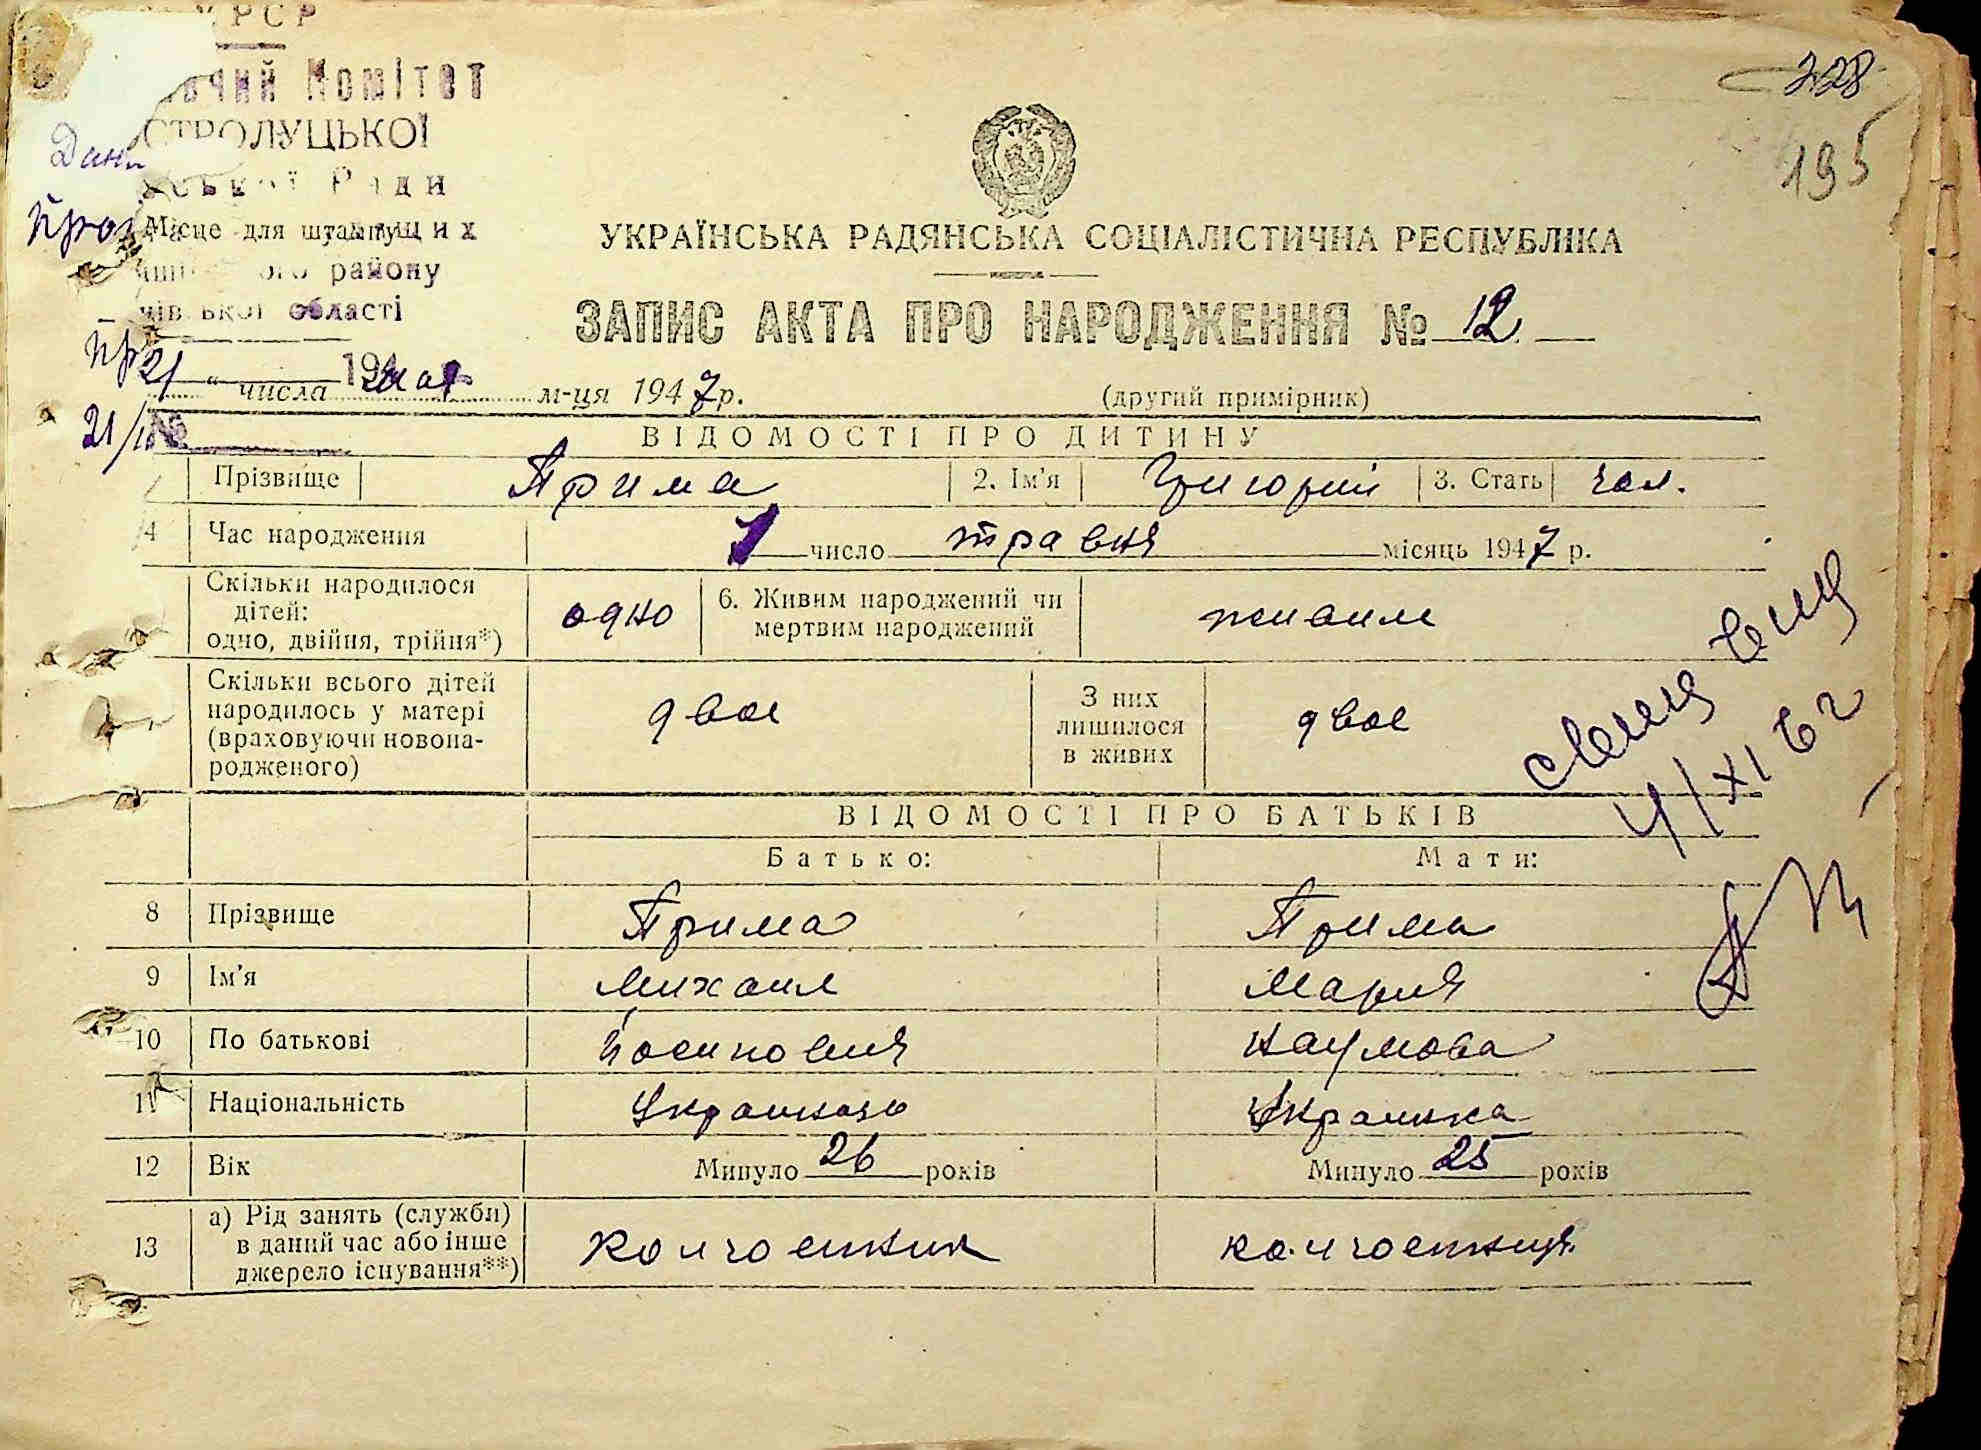 УРСР
вчий Комітет
СТРОЛУЦЬКОЇ
ської Ради
Місце для штампу
ого району
області
228
195
УКРАЇНСЬКА РАДЯНСЬКА СОЦІАЛІСТИЧНА РЕСПУБЛІКА
ЗАПИС АКТА ПРО НАРОДЖЕННЯ № 12
21 " числа мая м-ця 1947 р.
(другий примірник)
ВІДОМОСТІ ПРО ДИТИНУ
Прізвище Прима 2. Ім'я Григорій 3. Стать чол.
4 Час народження 1 число травня місяць 1947 р.
Скільки народилося дітей: одно, двійня, трійня*) одно 6. Живим народжений чи мертвим народжений живим
Скільки всього дітей народилось у матері (враховуючи новонародженого) двоє З них лишилося в живих двоє
4/XI 62
ВІДОМОСТІ ПРО БАТЬКІВ
Батько: Мати:
8 Прізвище Прима Прима
9 Ім'я Михаил Мария
10 По батькові Йосипович Наумова
11 Національність Украинець Украинка
12 Вік Минуло 26 років Минуло 25 років
13 а) Рід занять (служби) в даний час або інше джерело існування**) Колгоспник колгоспниця